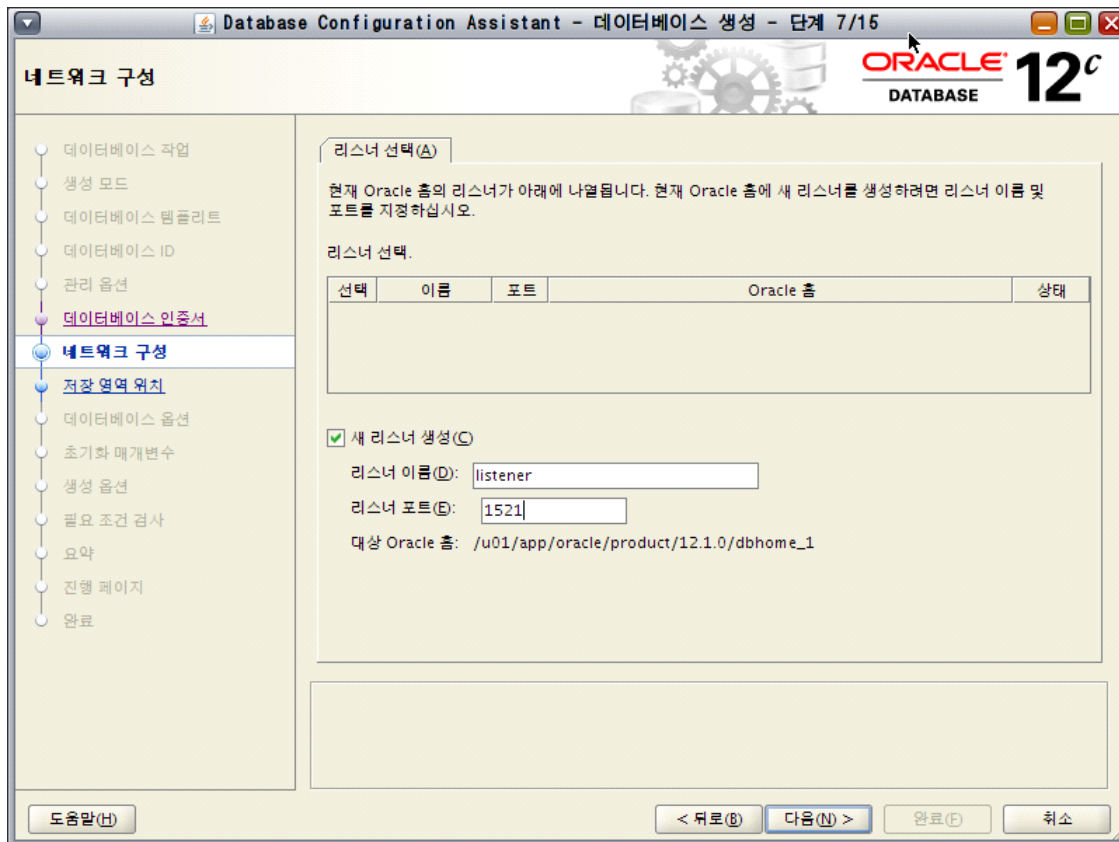 Database Configuration Assistant - 데이터베이스 생성 - 단계 7/15
네트워크 구성
ORACLE
DATABASE
12c
데이터베이스 작업
생성 모드
데이터베이스 템플리트
데이터베이스 ID
관리 옵션
데이터베이스 인증서
네트워크 구성
저장 영역 위치
데이터베이스 옵션
초기화 매개변수
생성 옵션
필요 조건 검사
요약
진행 페이지
완료
리스너 선택(A)
현재 Oracle 홈의 리스너가 아래에 나열됩니다. 현재 Oracle 홈에 새 리스너를 생성하려면 리스너 이름 및
포트를 지정하십시오.
리스너 선택.
선택 이름 포트 Oracle 홈 상태
새 리스너 생성(C)
리스너 이름(D): listener
리스너 포트(E): 1521
대상 Oracle 홈: /u01/app/oracle/product/12.1.0/dbhome_1
도움말(H)
< 뒤로(B) 다음(N) > 완료(F) 취소